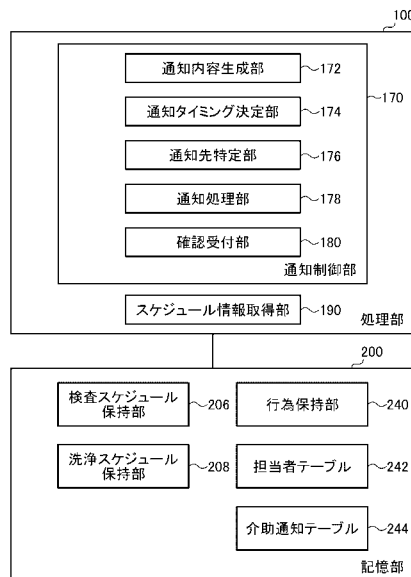 100
170
通知内容生成部
172
通知タイミング決定部
174
通知先特定部
176
通知処理部
178
確認受付部
180
通知制御部
スケジュール情報取得部
190
処理部
200
検査スケジュール
保持部
206
行為保持部
240
洗浄スケジュール
保持部
208
担当者テーブル
242
介助通知テーブル
244
記憶部